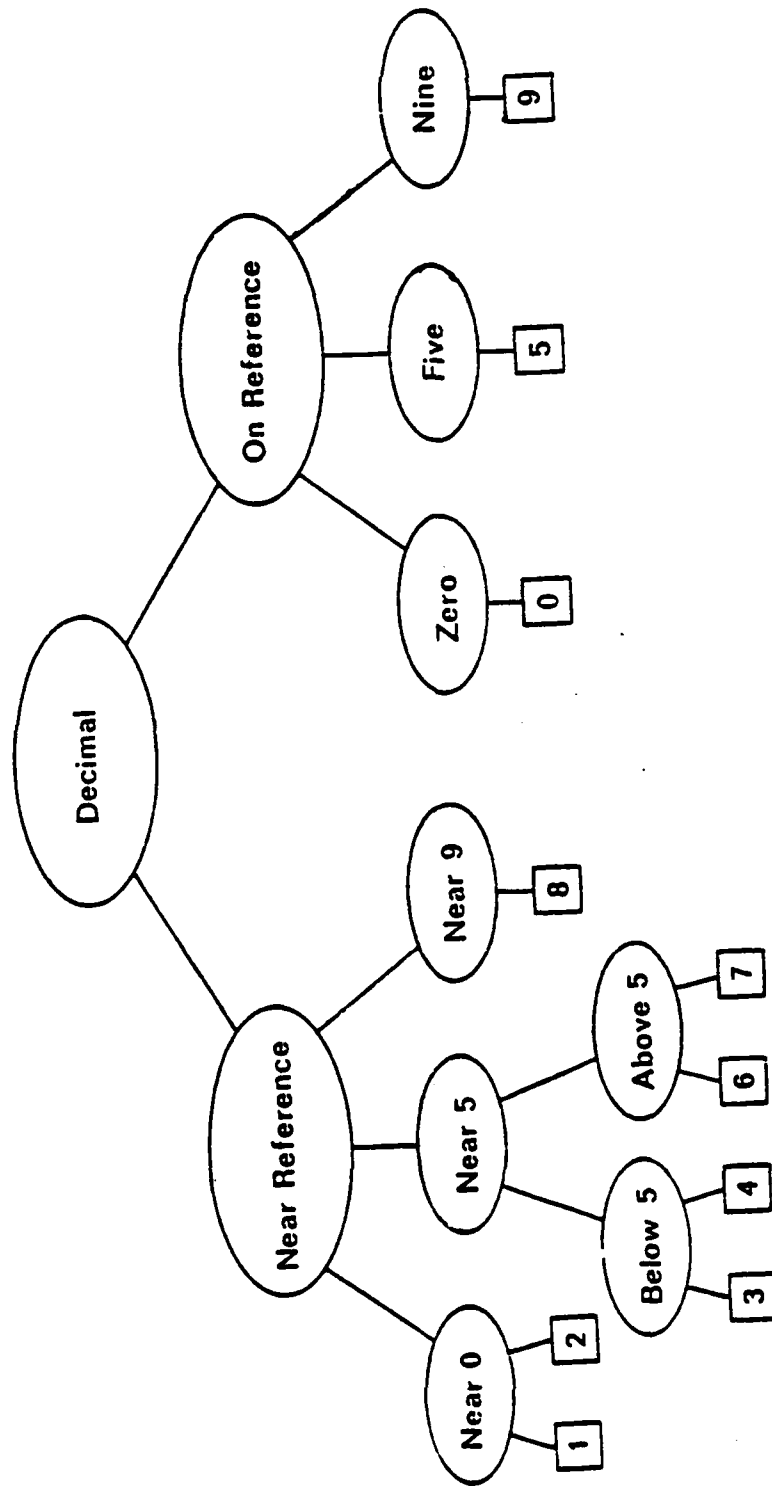 Decimal
Near Reference
On Reference
Near 0
Near 5
Near 9
Zero
Five
Nine
1
2
8
0
5
9
Below 5
Above 5
3
4
6
7